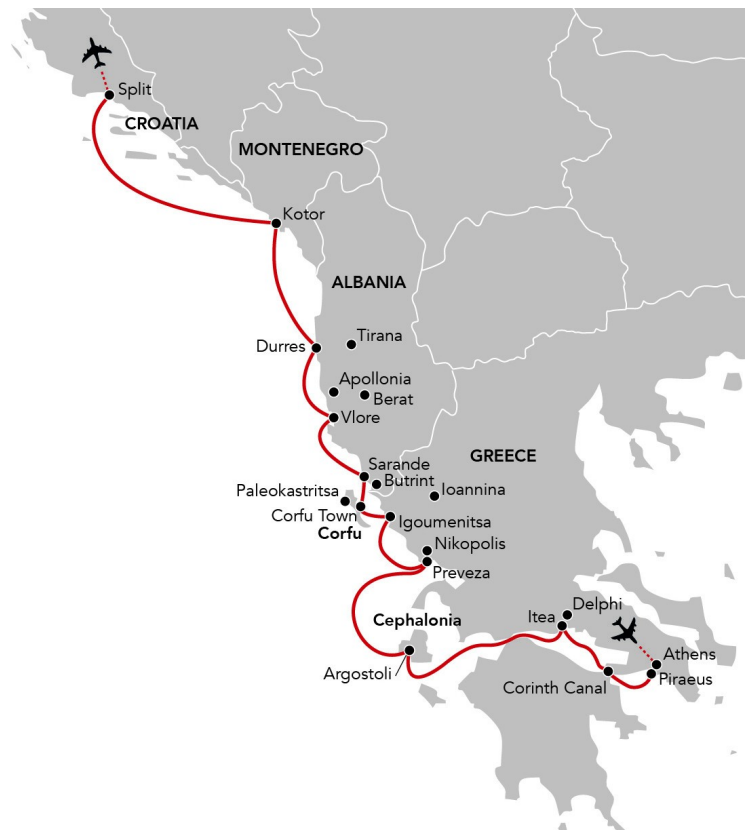 Split
CROATIA
MONTENEGRO
Kotor
ALBANIA
Tirana
Durres
Apollonia
Berat
Vlore
Sarande
GREECE
Butrint
Paleokastritsa
Ioannina
Corfu Town
Igoumenitsa
Corfu
Nikopolis
Preveza
Delphi
Itea
Cephalonia
Athens
Argostoli
Piraeus
Corinth Canal